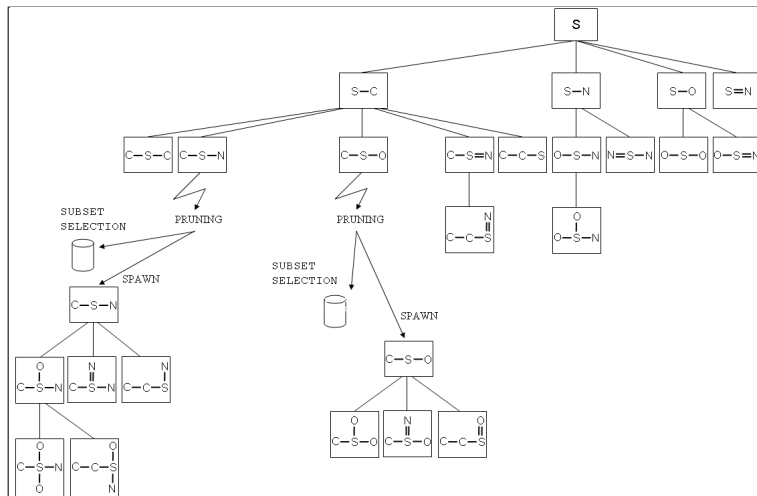 S
S-C
S-N
S-O
S=N
C-S-C
C-S-N
C-S-O
C-S=N
C-C-S
O-S-N
N=S-N
O-S-O
O-S=N
SUBSET
SELECTION
PRUNING
PRUNING
N
C-C-S
O
O-S-N
SPAWN
SUBSET
SELECTION
C-S-N
SPAWN
C-S-O
O
C-S-N
N
C-S-N
N
C-C-S
O
C-S-O
N
C-S-O
O
C-C-S
O
C-S-N
O
O
C-C-S
N